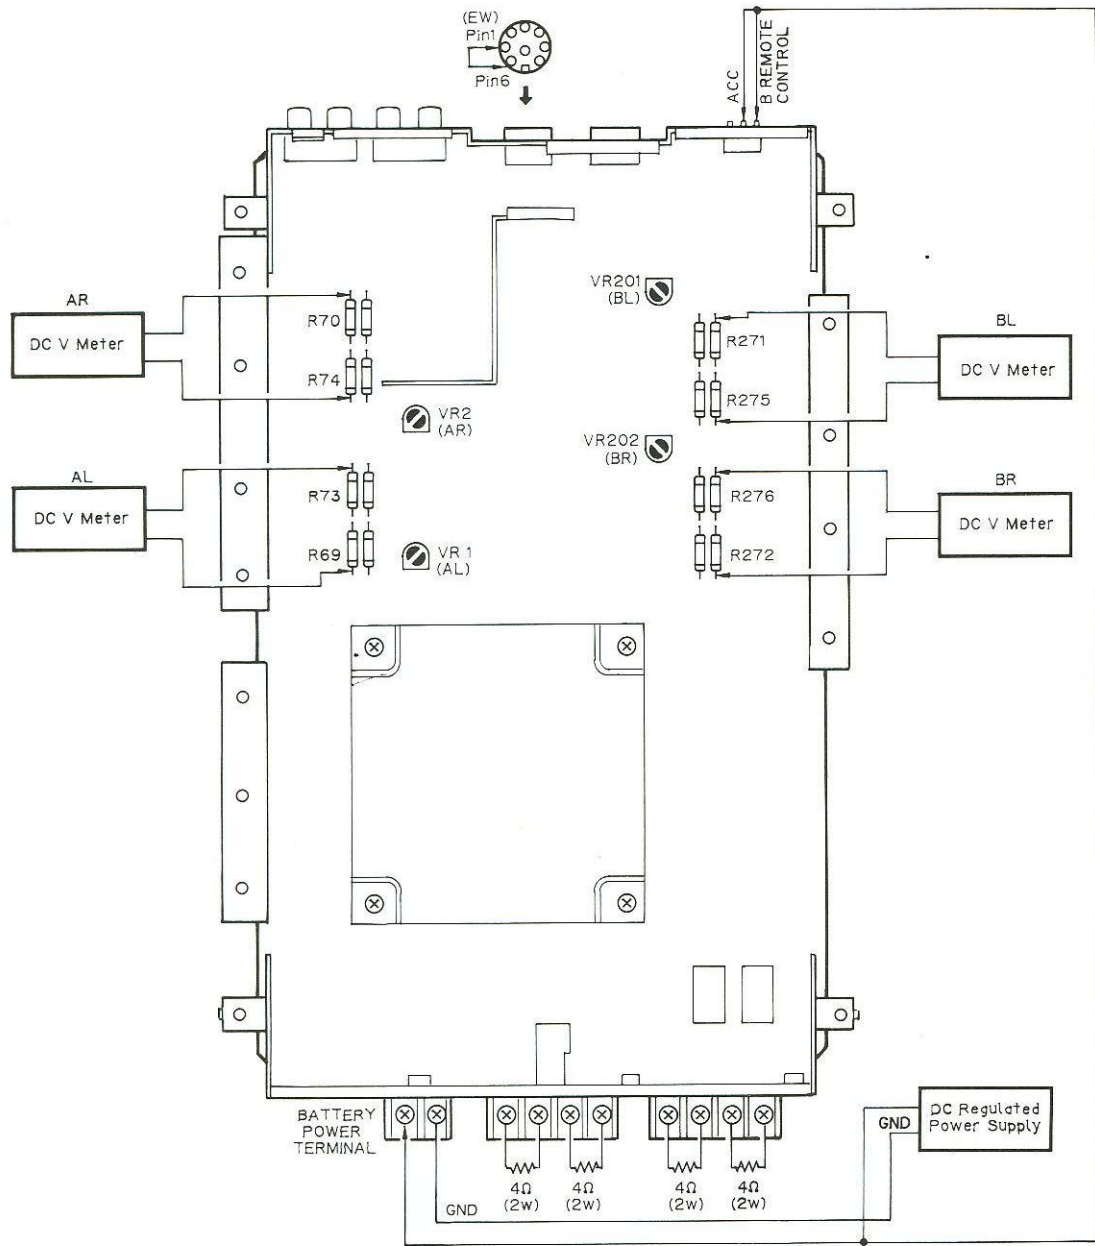 (EW)
Pin1
Pin6
ACC
B REMOTE
CONTROL
AR
DC V Meter
R70
R74
VR2
(AR)
VR201
(BL)
R271
R275
BL
DC V Meter
VR202
(BR)
AL
DC V Meter
R73
R69
VR 1
(AL)
R276
R272
BR
DC V Meter
BATTERY
POWER
TERMINAL
GND
4Ω
(2w)
4Ω
(2w)
4Ω
(2w)
4Ω
(2w)
GND
DC Regulated
Power Supply